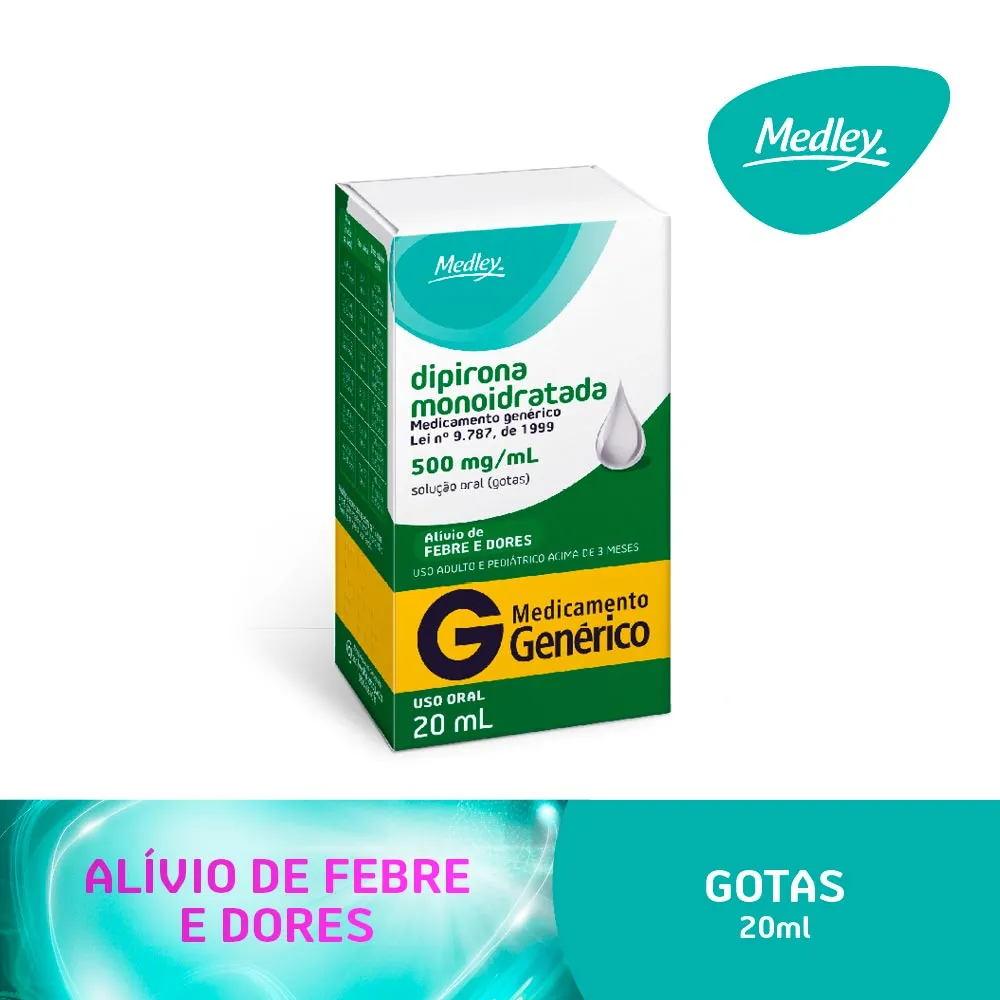 Medley.
Medley.
dipirona
monoidratada
Medicamento genérico
Lei nº 9.787, de 1999
500 mg/mL
solução oral (gotas)
Alívio de
FEBRE E DORES
USO ADULTO E PEDIÁTRICO ACIMA DE 3 MESES
G Medicamento
Genérico
USO ORAL
20 mL
ALÍVIO DE FEBRE
E DORES
GOTAS
20ml